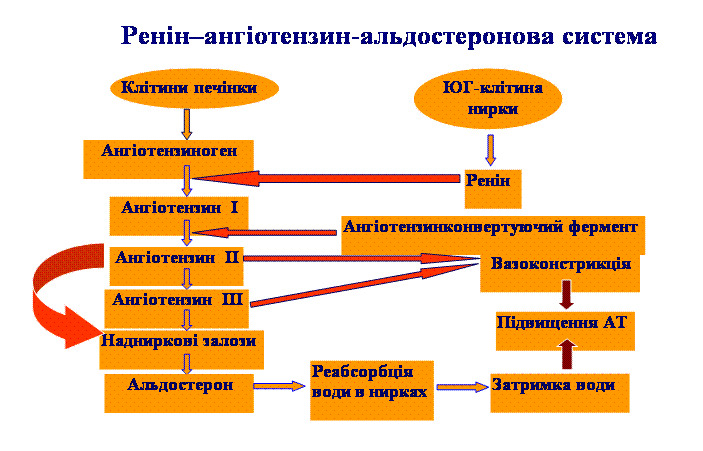 Ренін–ангіотензин-альдостеронова система
Клітини печінки
ЮГ-клітина
нирки
Ангіотензиноген
Ренін
Ангіотензин I
Ангіотензинконвертуючий фермент
Ангіотензин II
Вазоконстрикція
Ангіотензин III
Підвищення АТ
Надниркові залози
Альдостерон
Реабсорбція
води в нирках
Затримка води